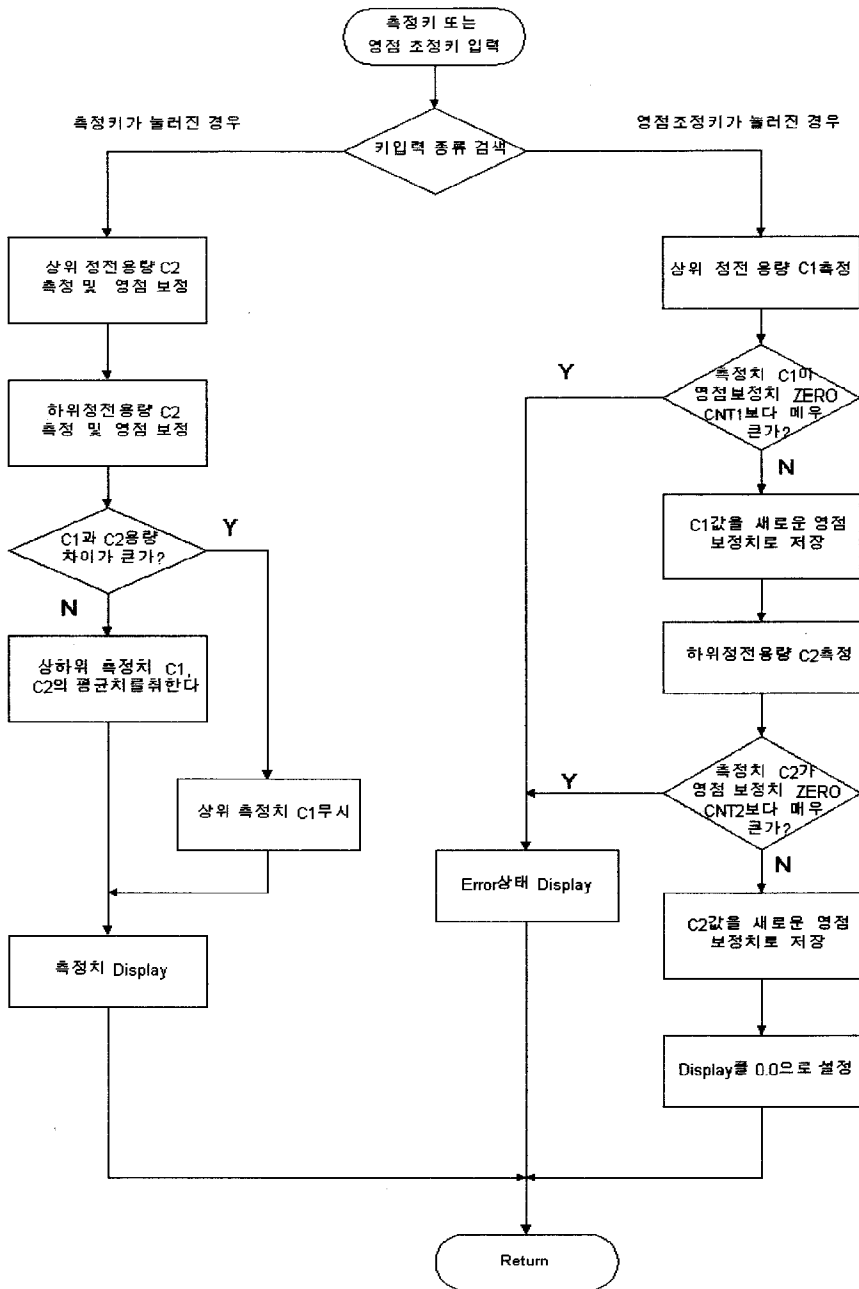 측정키 또는
영점 조정키 입력
측정키가 눌러진 경우
영점조정키가 눌러진 경우
키입력 종류 검색
상위 정전용량 C2
측정 및 영점 보정
상위 정전 용량 C1측정
하위정전용량 C2
측정 및 영점 보정
Y
측정치 C1이
영점보정치 ZERO
CNT1보다 매우
큰가?
N
C1과 C2용량
차이가 큰가?
Y
N
C1값을 새로운 영점
보정치로 저장
상하위 측정치 C1,
C2의 평균치를취한다
하위정전용량 C2측정
상위 측정치 C1무시
Y
측정치 C2가
영점 보정치 ZERO
CNT2보다 매우
큰가?
N
Error상태 Display
C2값을 새로운 영점
보정치로 저장
측정치 Display
Display를 0.0으로 설정
Return